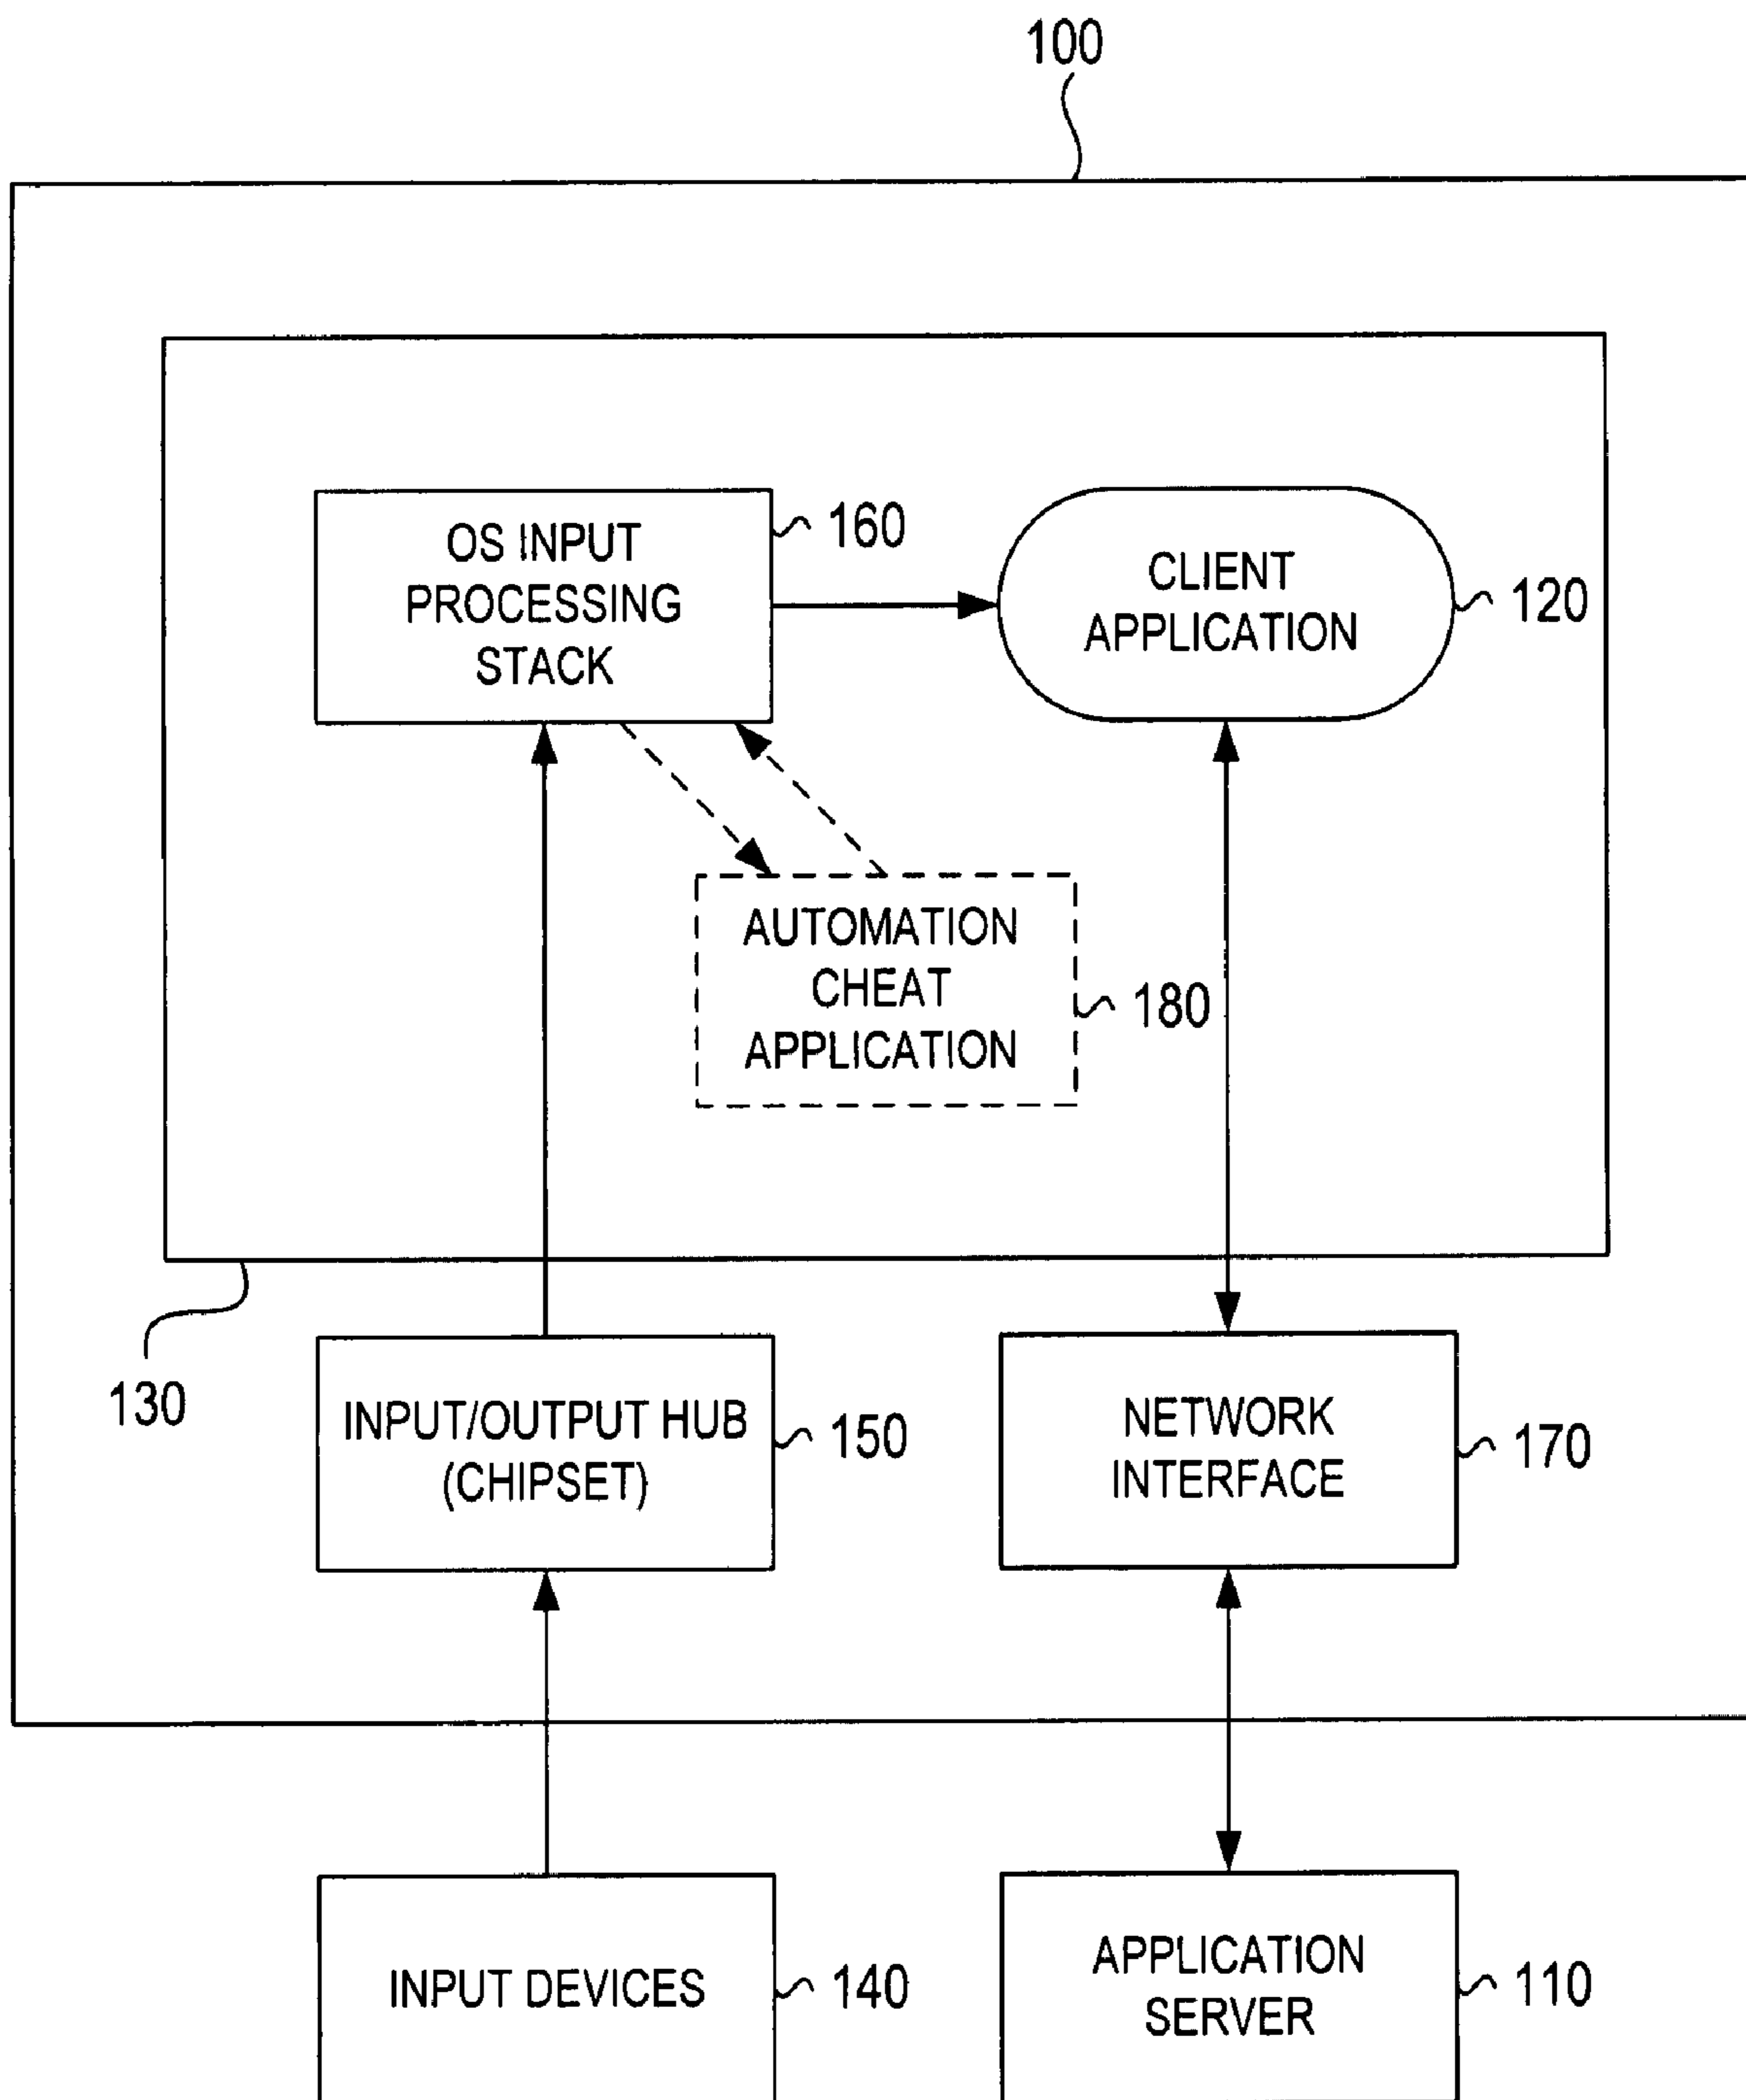 100
OS INPUT
PROCESSING
STACK
160
CLIENT
APPLICATION
120
AUTOMATION
CHEAT
APPLICATION
180
130
INPUT/OUTPUT HUB
(CHIPSET)
150
NETWORK
INTERFACE
170
INPUT DEVICES
140
APPLICATION
SERVER
110